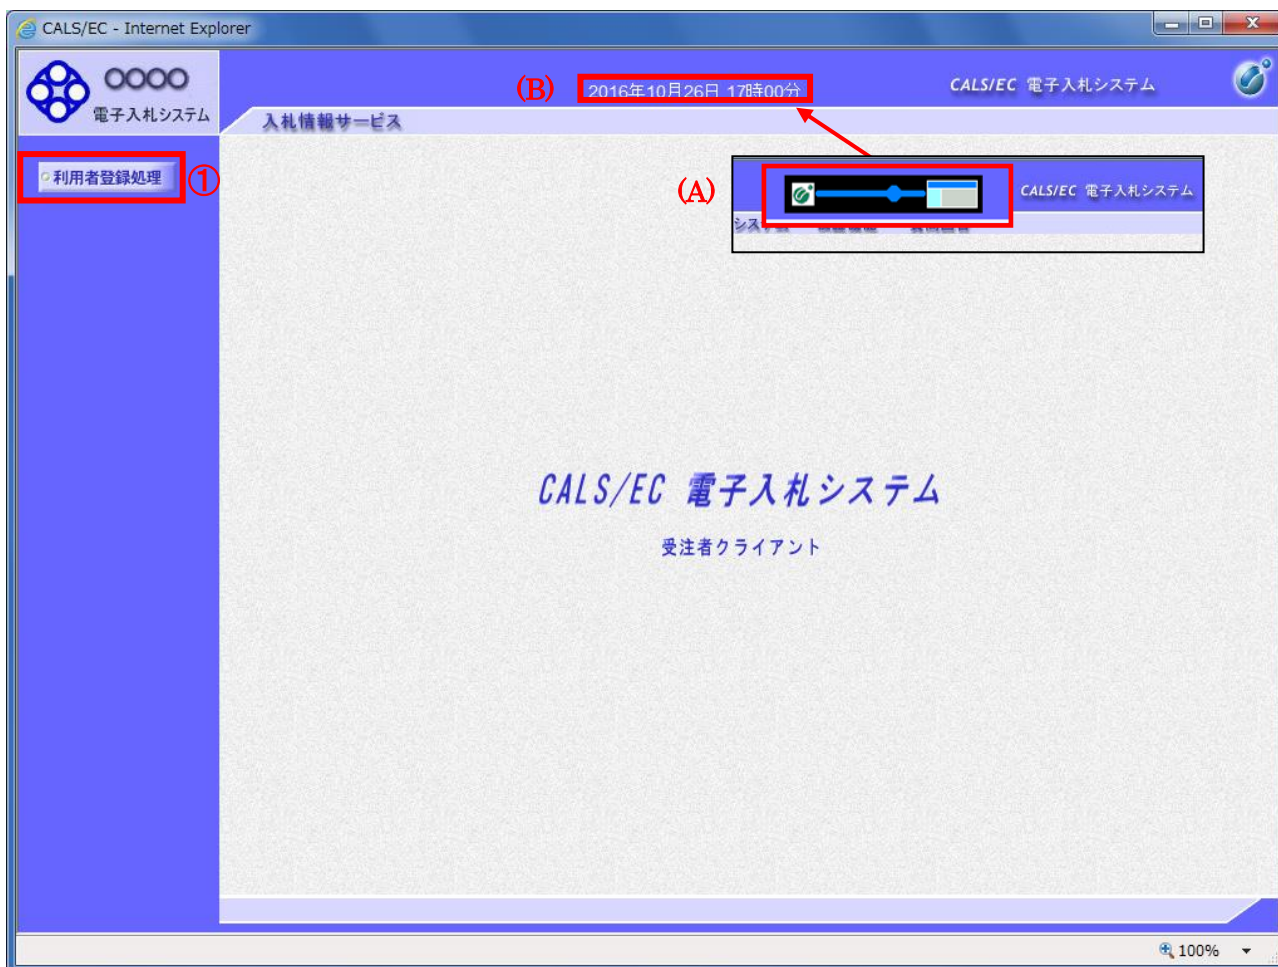 CALS/EC - Internet Explorer
○○○○
電子入札システム
(B)
2016年10月26日 17時00分
CALS/EC 電子入札システム
入札情報サービス
利用者登録処理
①
(A)
CALS/EC 電子入札システム
CALS/EC 電子入札システム
受注者クライアント
100%